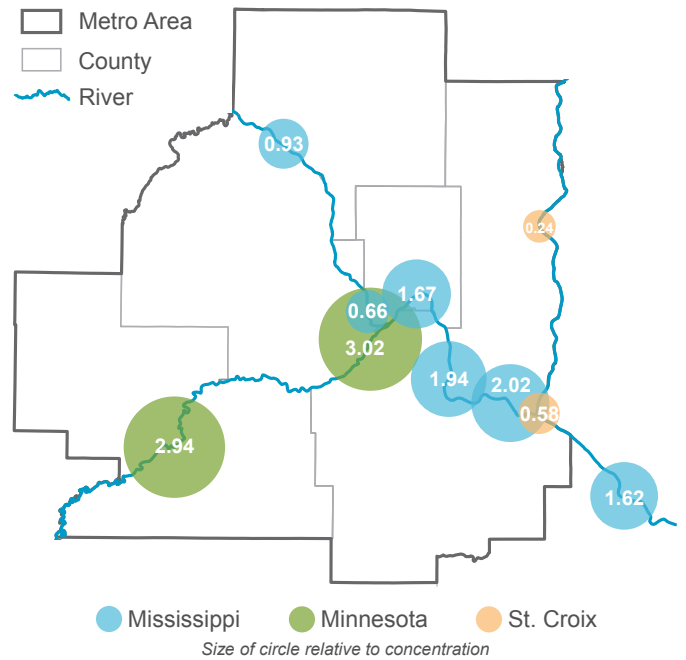 Metro Area
County
River
0.93
0.24
1.67
0.66
3.02
1.94
2.02
0.58
2.94
1.62
Mississippi Minnesota St. Croix
Size of circle relative to concentration